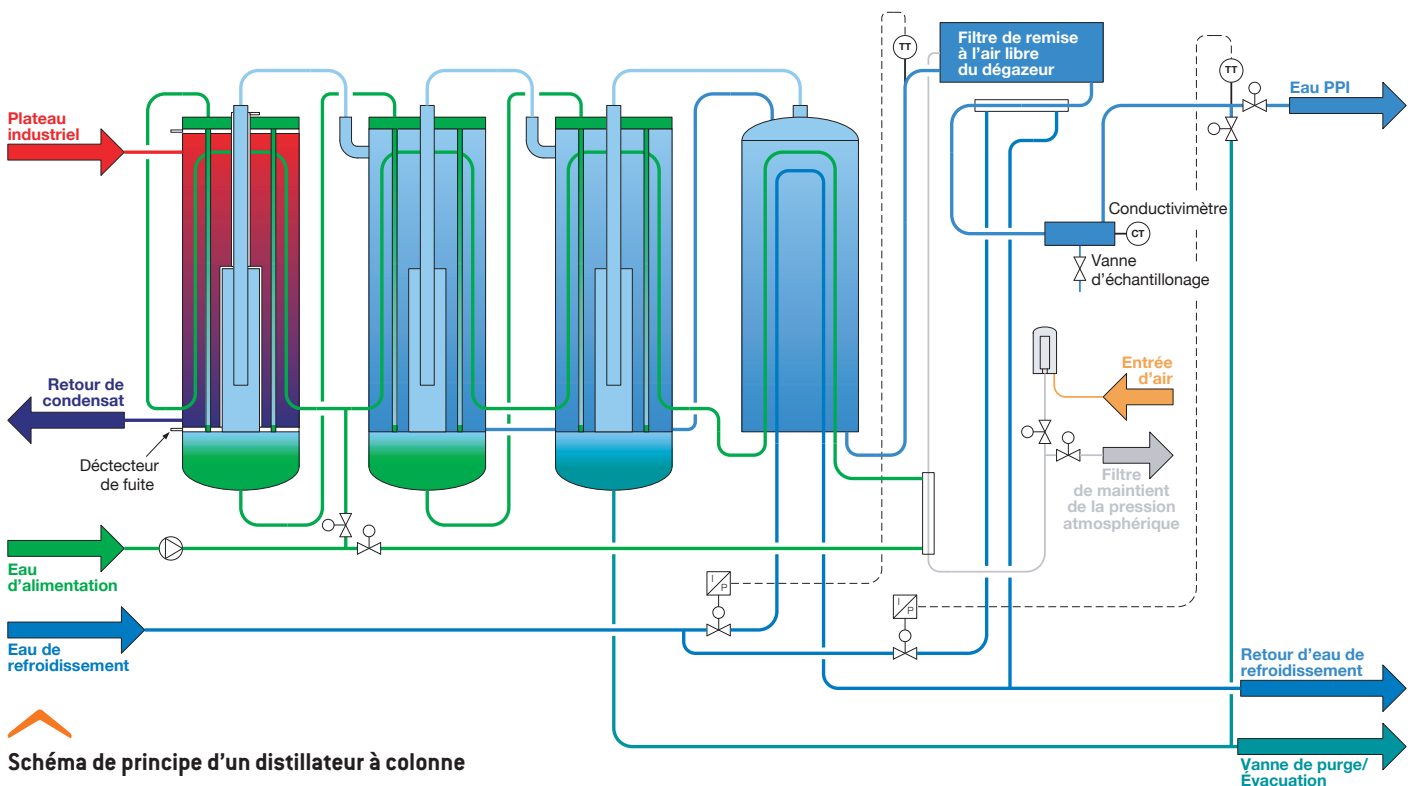 TT
Filtre de remise
à l'air libre
du dégazeur
TT
Eau PPI
Plateau
industriel
Conductivimètre
CT
Vanne
d'échantillonage
Entrée
d'air
Retour de
condensat
Déctecteur
de fuite
Filtre
de maintient
de la pression
atmosphérique
Eau
d'alimentation
I
P
I
P
Eau de
refroidissement
Retour d'eau de
refroidissement
Schéma de principe d'un distillateur à colonne
Vanne de purge/
Évacuation